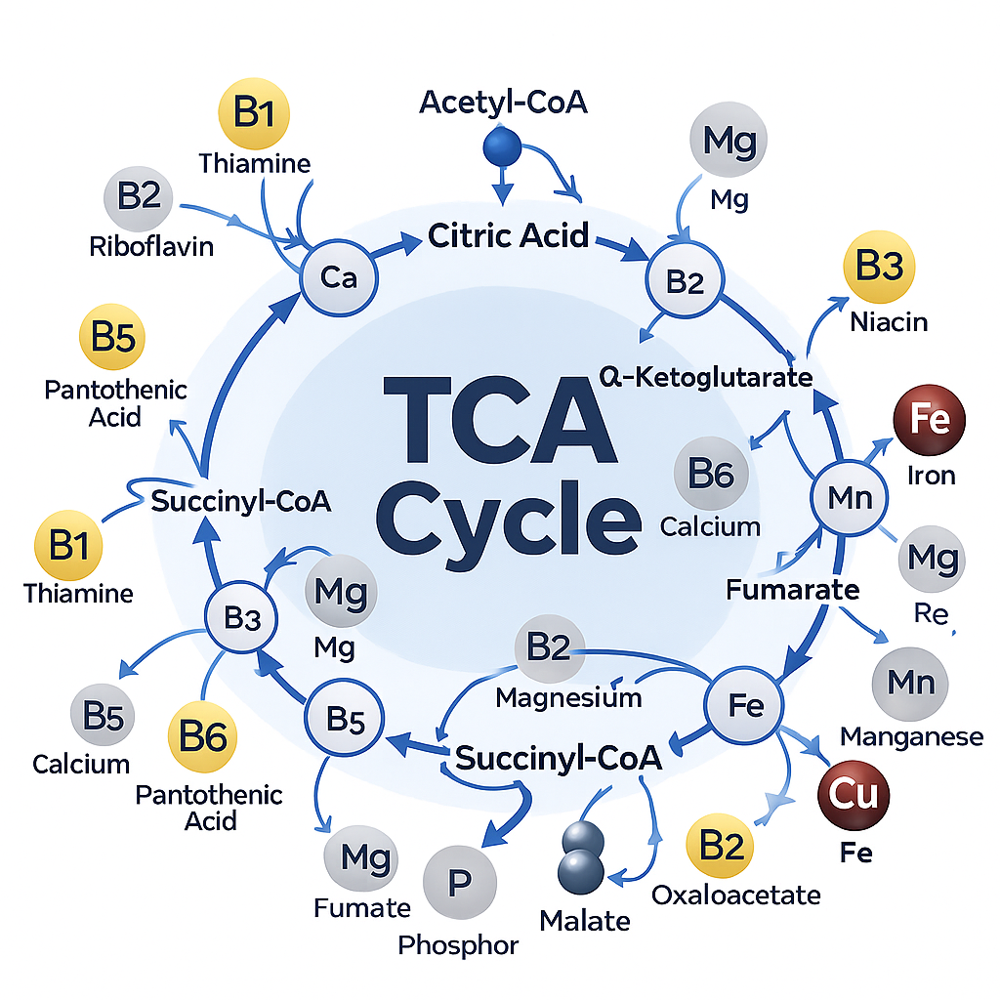 Acetyl-CoA
B1
Thiamine
Mg
Mg
B2
Riboflavin
Citric Acid
Ca
B2
B3
Niacin
B5
Pantothenic
Acid
TCA
Cycle
α-Ketoglutarate
Fe
Iron
B6
Calcium
Mn
Succinyl-CoA
B1
Thiamine
Mg
Re
Fumarate
B3
Mg
Mg
B2
Magnesium
Mn
Manganese
B5
Calcium
B6
Pantothenic
Acid
B5
Fe
Succinyl-CoA
Cu
Fe
Mg
Fumate
P
Phosphor
Malate
B2
Oxaloacetate